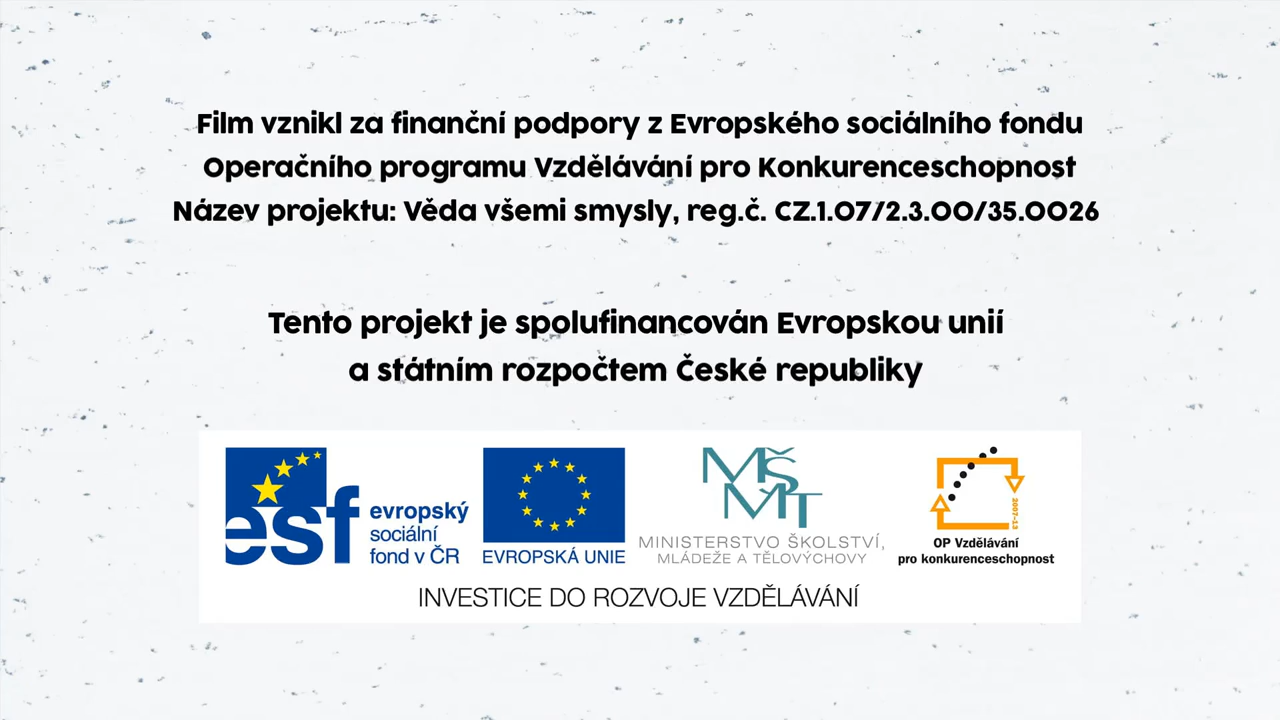 Film vznikl za finanční podpory z Evropského sociálního fondu
Operačního programu Vzdělávání pro Konkurenceschopnost
Název projektu: Věda všemi smysly, reg.č. CZ.1.07/2.3.00/35.0026
Tento projekt je spolufinancován Evropskou unií
a státním rozpočtem České republiky
esf
evropský
sociální
fond v ČR
EVROPSKÁ UNIE
MŠMT
MINISTERSTVO ŠKOLSTVÍ,
MLÁDEŽE A TĚLOVÝCHOVY
2007-13
OP Vzdělávání
pro konkurenceschopnost
INVESTICE DO ROZVOJE VZDĚLÁVÁNÍ